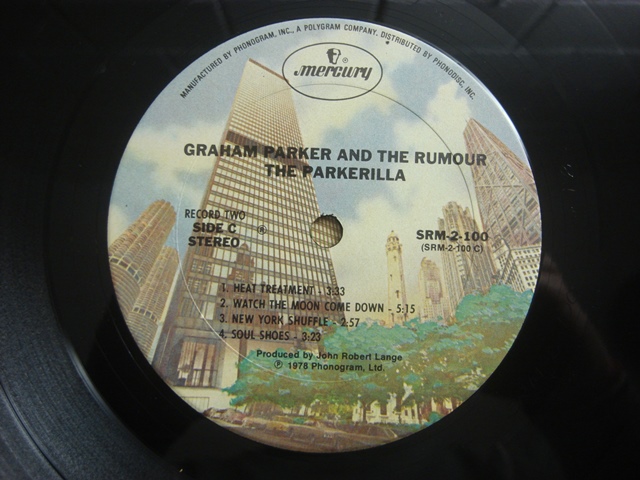 MANUFACTURED BY PHONOGRAM, INC., A POLYGRAM COMPANY. DISTRIBUTED BY PHONODISC, INC.
® mercury
GRAHAM PARKER AND THE RUMOUR
THE PARKERILLA
RECORD TWO
SIDE C
STEREO
℗
SRM-2-100
(SRM-2-100 C)
1. HEAT TREATMENT - 3:33
2. WATCH THE MOON COME DOWN - 5:15
3. NEW YORK SHUFFLE - 2:57
4. SOUL SHOES - 3:23
Produced by John Robert Lange
℗ 1978 Phonogram, Ltd.